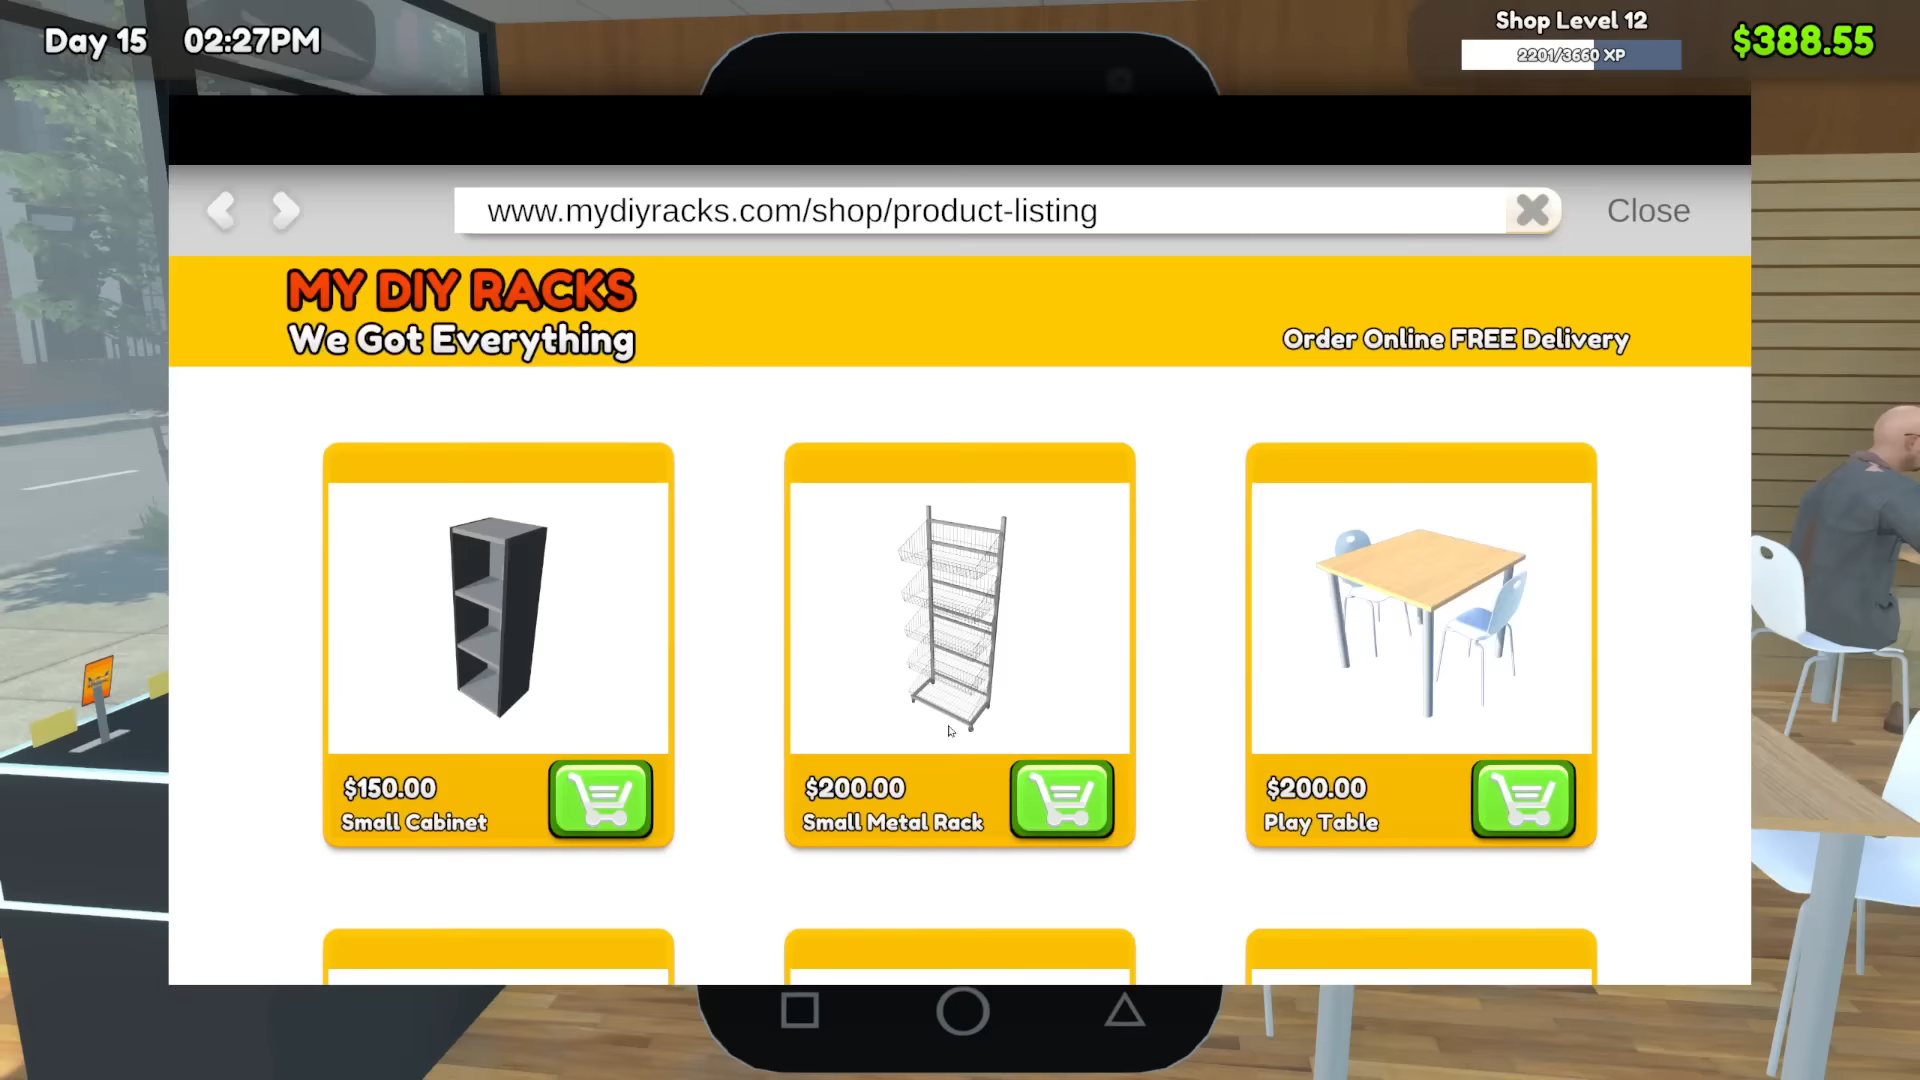 Day 15 02:27PM
Shop Level 12
2201/3660 XP
$388.55
www.mydiyracks.com/shop/product-listing
Close
MY DIY RACKS
We Got Everything
Order Online FREE Delivery
$150.00
Small Cabinet
$200.00
Small Metal Rack
$200.00
Play Table